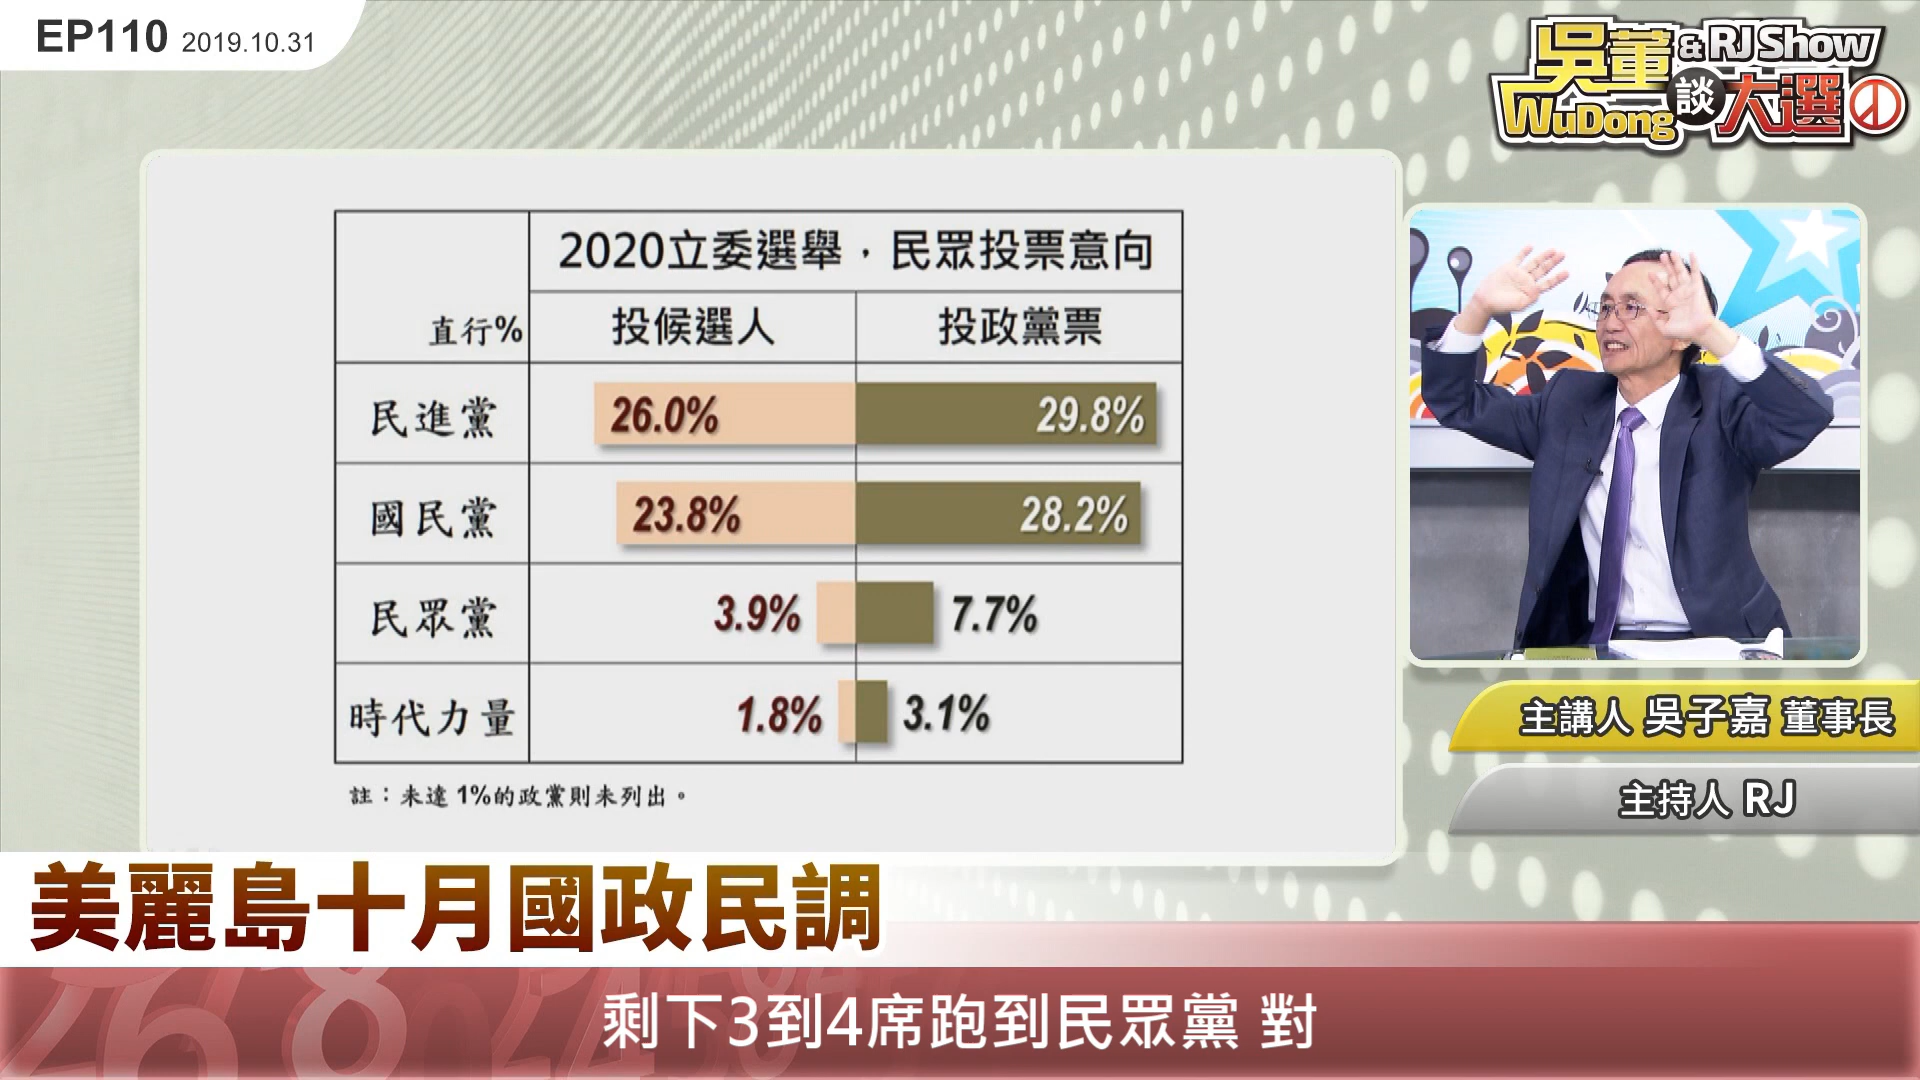 EP110 2019.10.31
吳董 & RJ Show
WuDong 談 大選
2020立委選舉,民眾投票意向
直行% 投候選人 投政黨票
民進黨 26.0% 29.8%
國民黨 23.8% 28.2%
民眾黨 3.9% 7.7%
時代力量 1.8% 3.1%
註:未達 1%的政黨則未列出。
主講人 吳子嘉 董事長
主持人 RJ
美麗島十月國政民調
剩下3到4席跑到民眾黨 對